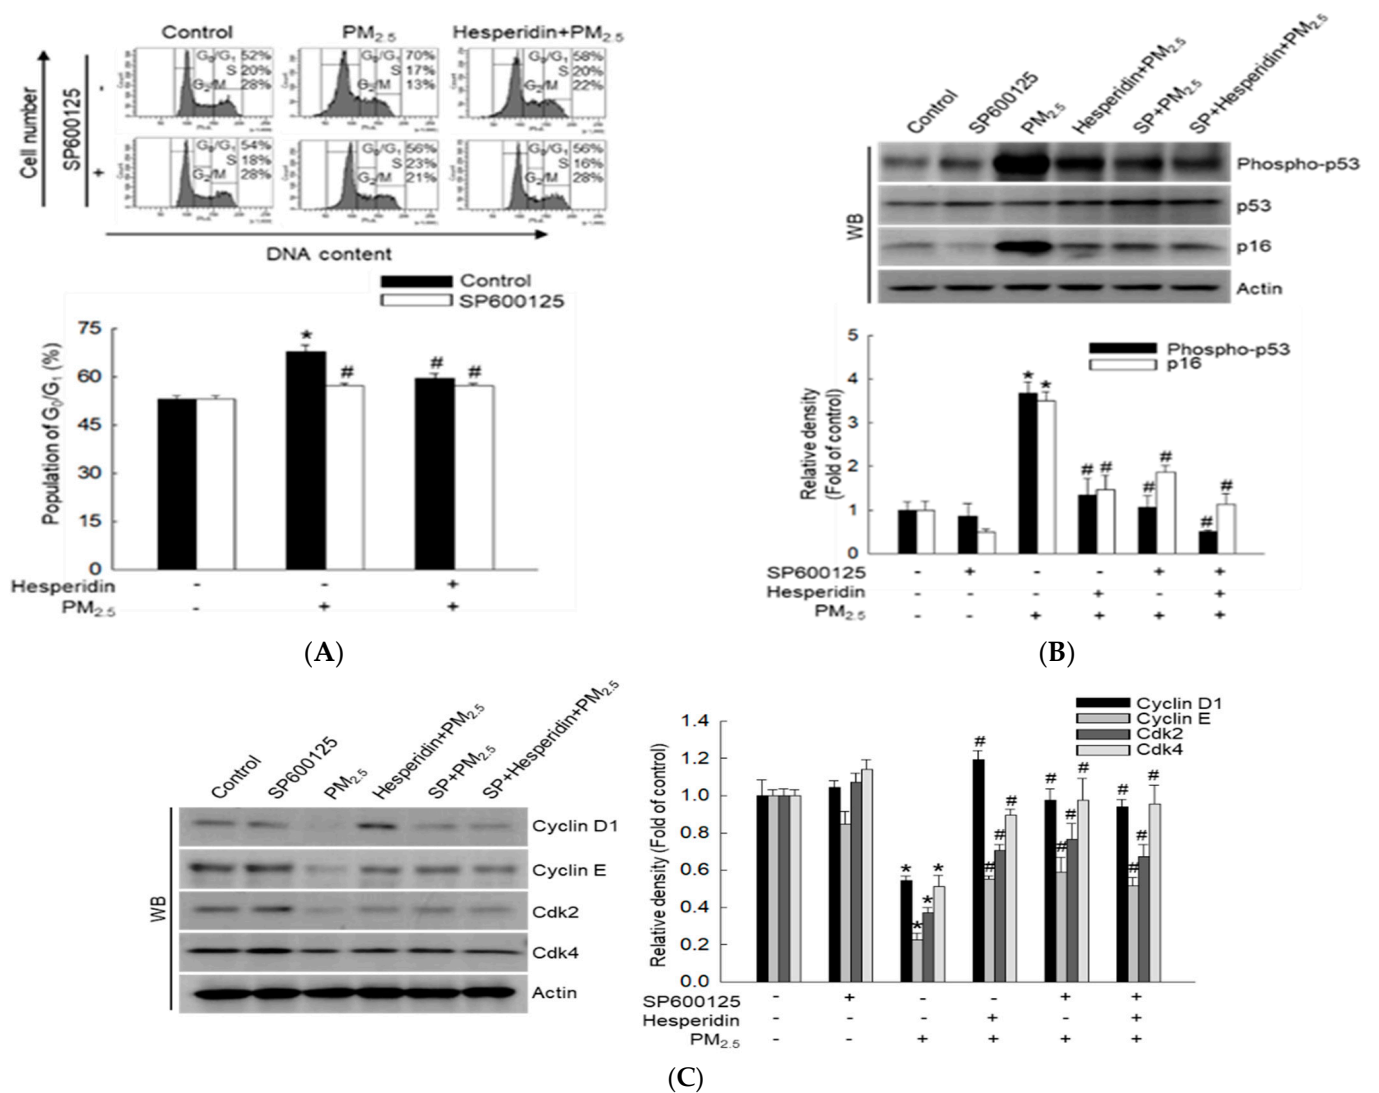 Control PM2.5 Hesperidin+PM2.5
Cell number
SP600125
-
+
G0/G1 52%
S 20%
G2/M 28%
G0/G1 70%
S 17%
G2/M 13%
G0/G1 58%
S 20%
G2/M 22%
G0/G1 54%
S 18%
G2/M 28%
G0/G1 56%
S 23%
G2/M 21%
G0/G1 56%
S 16%
G2/M 28%
DNA content
Control
SP600125
Population of G0/G1 (%)
75
60
45
30
15
0
*
# # #
Hesperidin - - +
PM2.5 - + +
(A)
Control SP600125 PM2.5 Hesperidin+PM2.5 SP+PM2.5 SP+Hesperidin+PM2.5
WB
Phospho-p53
p53
p16
Actin
Phospho-p53
p16
Relative density
(Fold of control)
5
4
3
2
1
0
* *
# # # # # #
SP600125 - + - - + +
Hesperidin - - - + - +
PM2.5 - - + + + +
(B)
Control SP600125 PM2.5 Hesperidin+PM2.5 SP+PM2.5 SP+Hesperidin+PM2.5
WB
Cyclin D1
Cyclin E
Cdk2
Cdk4
Actin
Cyclin D1
Cyclin E
Cdk2
Cdk4
Relative density (Fold of control)
1.4
1.2
1.0
0.8
0.6
0.4
0.2
0.0
* * * *
# # # # # # # # # # # #
SP600125 - + - - + +
Hesperidin - - - + - +
PM2.5 - - + + + +
(C)